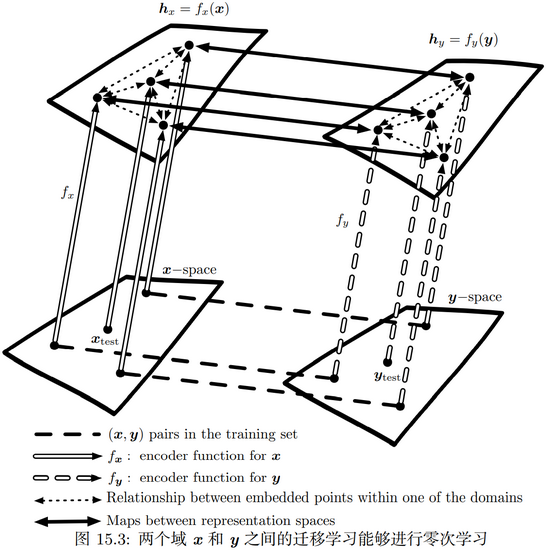 h_x = f_x(x)
h_y = f_y(y)
f_x
f_y
x−space
y−space
x_test
y_test
(x, y) pairs in the training set
f_x : encoder function for x
f_y : encoder function for y
Relationship between embedded points within one of the domains
Maps between representation spaces
图 15.3: 两个域 x 和 y 之间的迁移学习能够进行零次学习